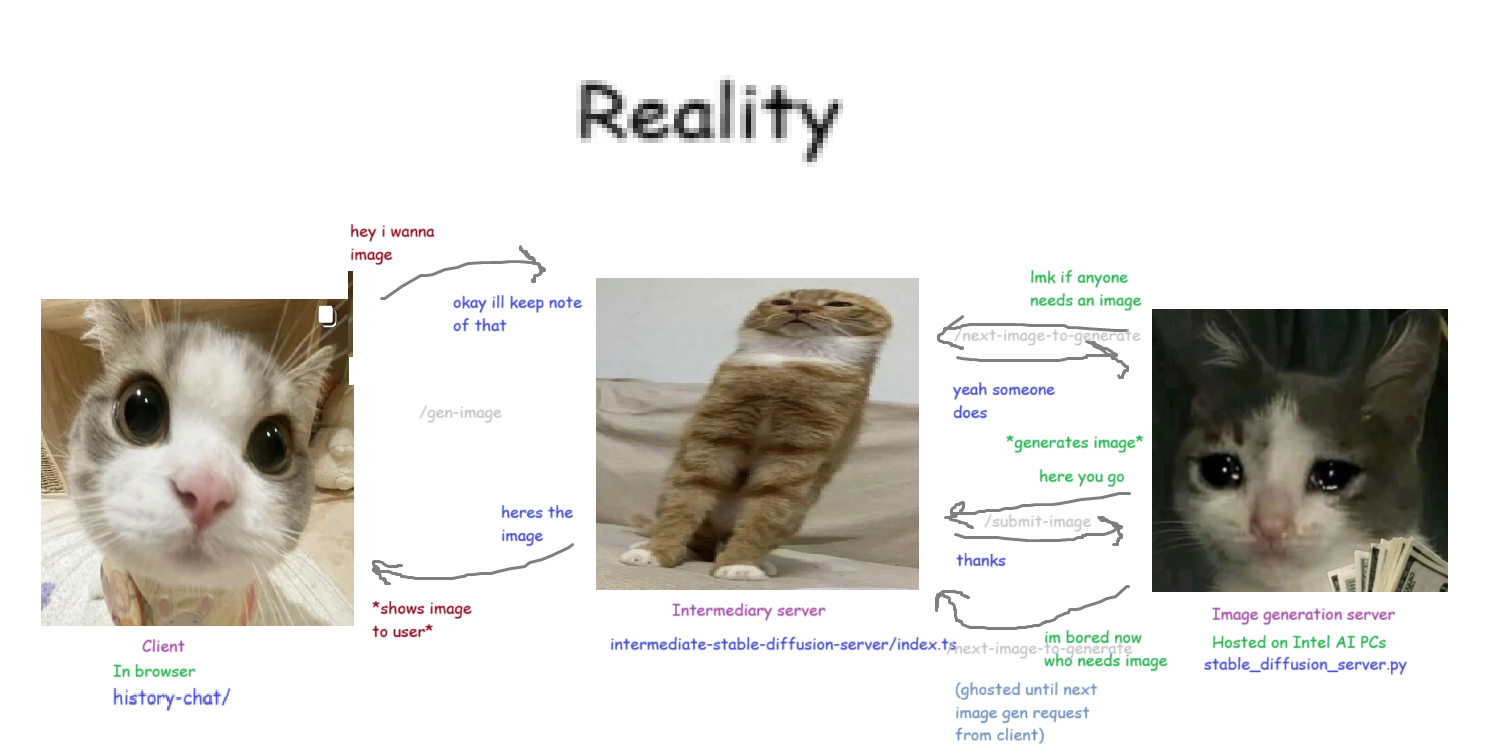 Reality
hey i wanna
image
okay ill keep note
of that
/gen-image
heres the
image
*shows image
to user*
Client
In browser
history-chat/
Intermediary server
intermediate-stable-diffusion-server/index.ts
lmk if anyone
needs an image
/next-image-to-generate
yeah someone
does
*generates image*
here you go
/submit-image
thanks
im bored now
who needs image
/next-image-to-generate
(ghosted until next
image gen request
from client)
Image generation server
Hosted on Intel AI PCs
stable_diffusion_server.py